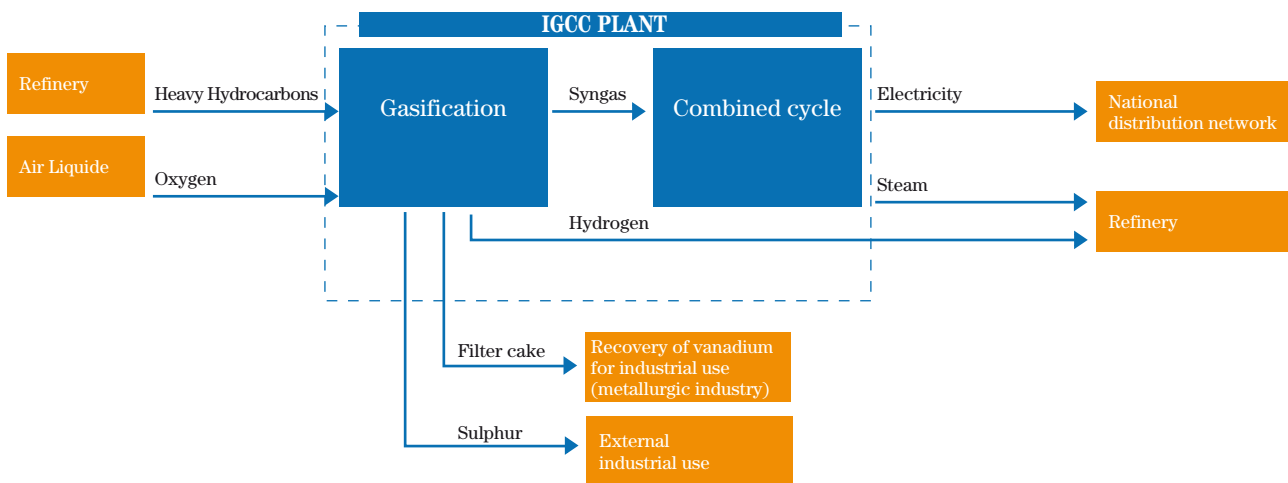 IGCC PLANT
Refinery
Heavy Hydrocarbons
Gasification
Syngas
Combined cycle
Electricity
National
distribution network
Air Liquide
Oxygen
Steam
Hydrogen
Refinery
Filter cake
Recovery of vanadium
for industrial use
(metallurgic industry)
Sulphur
External
industrial use